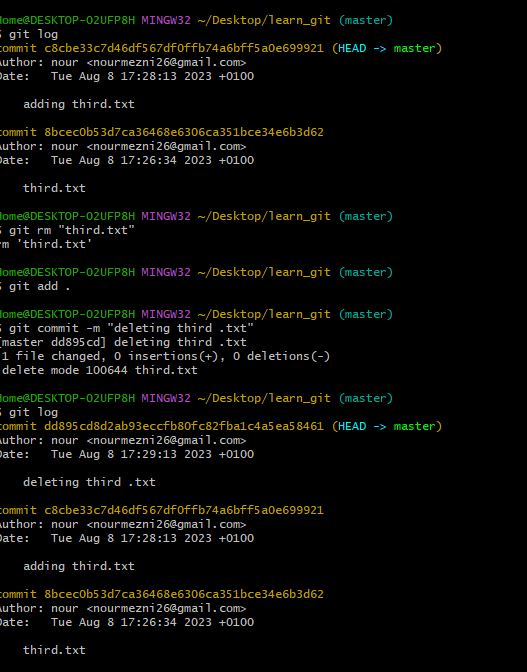 Home@DESKTOP-O2UFP8H MINGW32 ~/Desktop/learn_git (master)
$ git log
commit c8cbe33c7d46df567df0ffb74a6bff5a0e699921 (HEAD -> master)
Author: nour <nourmezni26@gmail.com>
Date:   Tue Aug 8 17:28:13 2023 +0100

    adding third.txt

commit 8bcec0b53d7ca36468e6306ca351bce34e6b3d62
Author: nour <nourmezni26@gmail.com>
Date:   Tue Aug 8 17:26:34 2023 +0100

    third.txt

Home@DESKTOP-O2UFP8H MINGW32 ~/Desktop/learn_git (master)
$ git rm "third.txt"
rm 'third.txt'

Home@DESKTOP-O2UFP8H MINGW32 ~/Desktop/learn_git (master)
$ git add .

Home@DESKTOP-O2UFP8H MINGW32 ~/Desktop/learn_git (master)
$ git commit -m "deleting third .txt"
[master dd895cd] deleting third .txt
 1 file changed, 0 insertions(+), 0 deletions(-)
 delete mode 100644 third.txt

Home@DESKTOP-O2UFP8H MINGW32 ~/Desktop/learn_git (master)
$ git log
commit dd895cd8d2ab93eccfb80fc82fba1c4a5ea58461 (HEAD -> master)
Author: nour <nourmezni26@gmail.com>
Date:   Tue Aug 8 17:29:13 2023 +0100

    deleting third .txt

commit c8cbe33c7d46df567df0ffb74a6bff5a0e699921
Author: nour <nourmezni26@gmail.com>
Date:   Tue Aug 8 17:28:13 2023 +0100

    adding third.txt

commit 8bcec0b53d7ca36468e6306ca351bce34e6b3d62
Author: nour <nourmezni26@gmail.com>
Date:   Tue Aug 8 17:26:34 2023 +0100

    third.txt